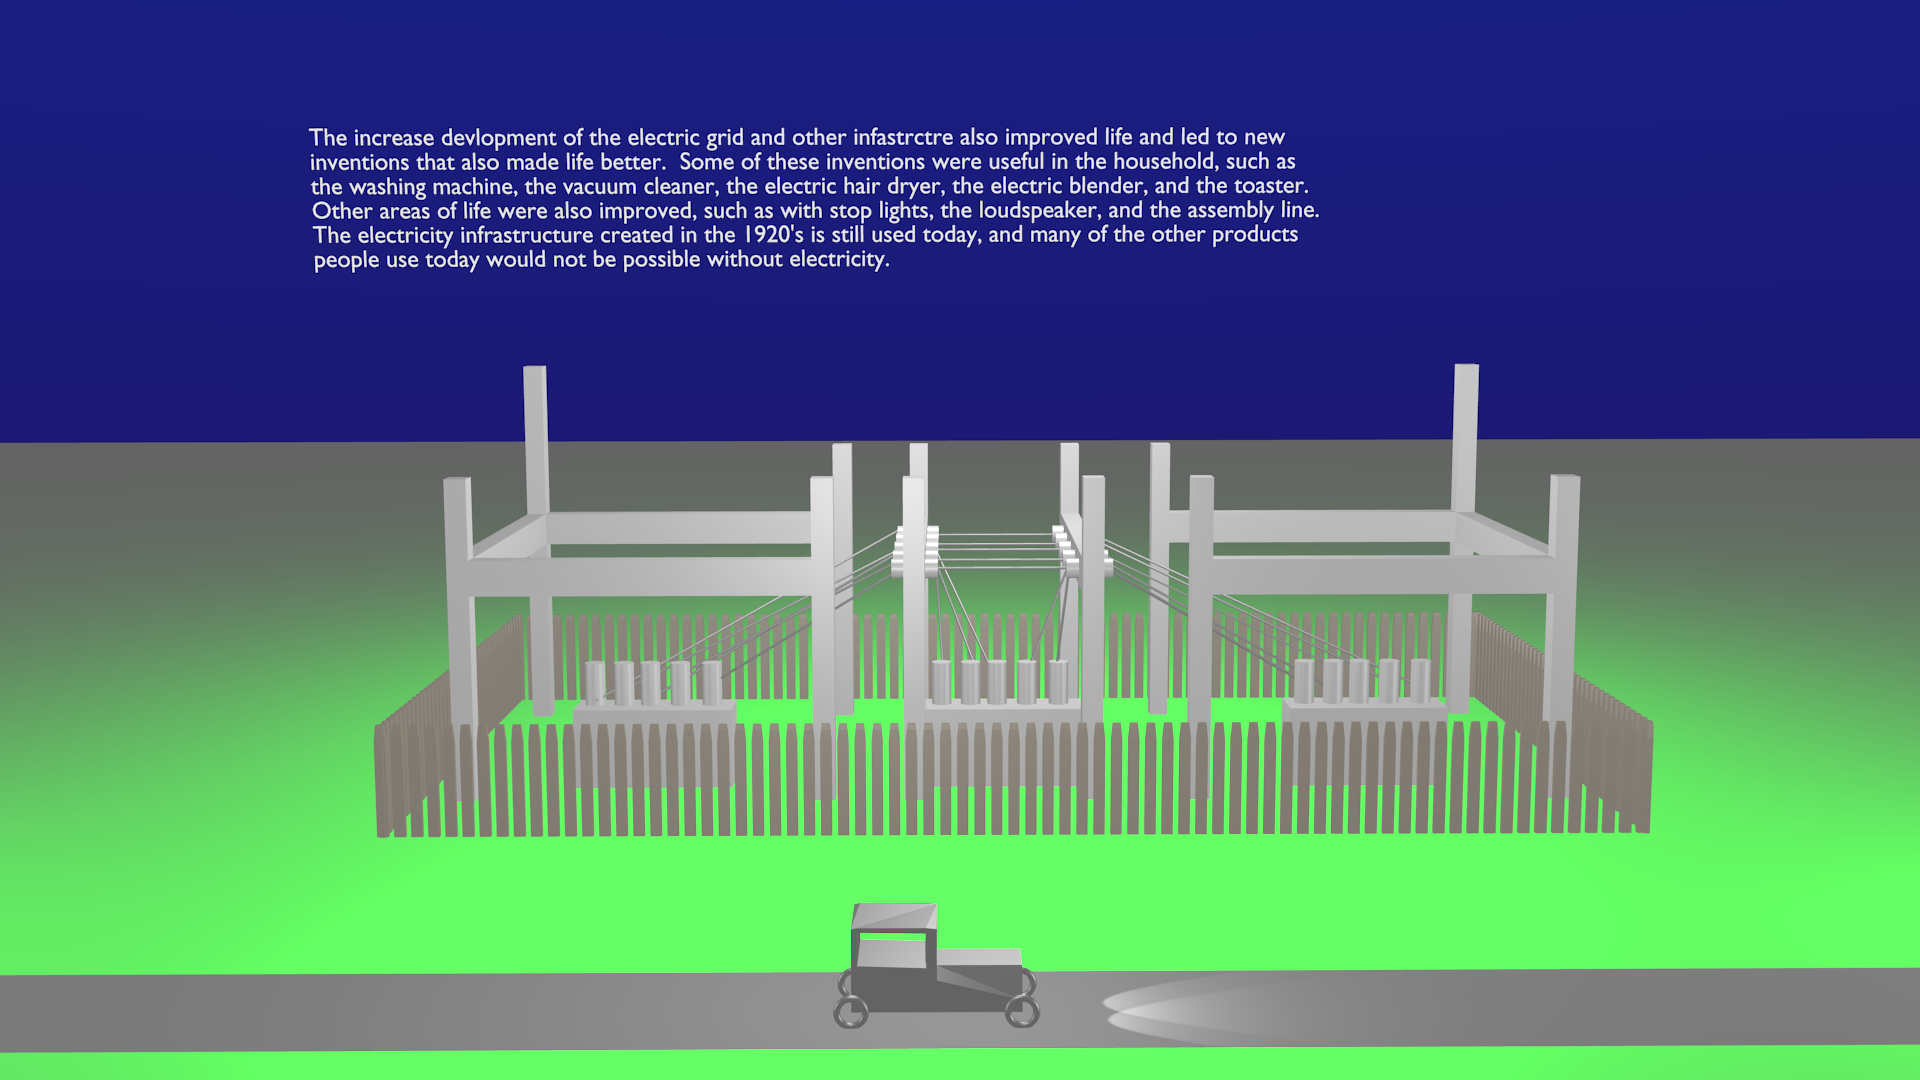 The increase devlopment of the electric grid and other infastrctre also improved life and led to new
inventions that also made life better.  Some of these inventions were useful in the household, such as
the washing machine, the vacuum cleaner, the electric hair dryer, the electric blender, and the toaster.
Other areas of life were also improved, such as with stop lights, the loudspeaker, and the assembly line.
The electricity infrastructure created in the 1920's is still used today, and many of the other products
people use today would not be possible without electricity.